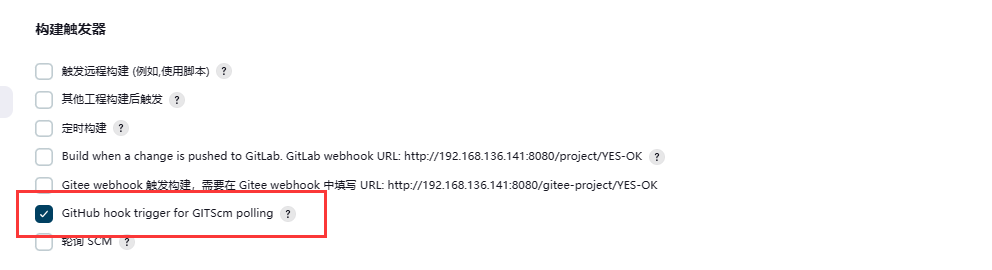 构建触发器
触发远程构建 (例如,使用脚本) ?
其他工程构建后触发 ?
定时构建 ?
Build when a change is pushed to GitLab. GitLab webhook URL: http://192.168.136.141:8080/project/YES-OK ?
Gitee webhook 触发构建，需要在 Gitee webhook 中填写 URL: http://192.168.136.141:8080/gitee-project/YES-OK
GitHub hook trigger for GITScm polling ?
轮询 SCM ?